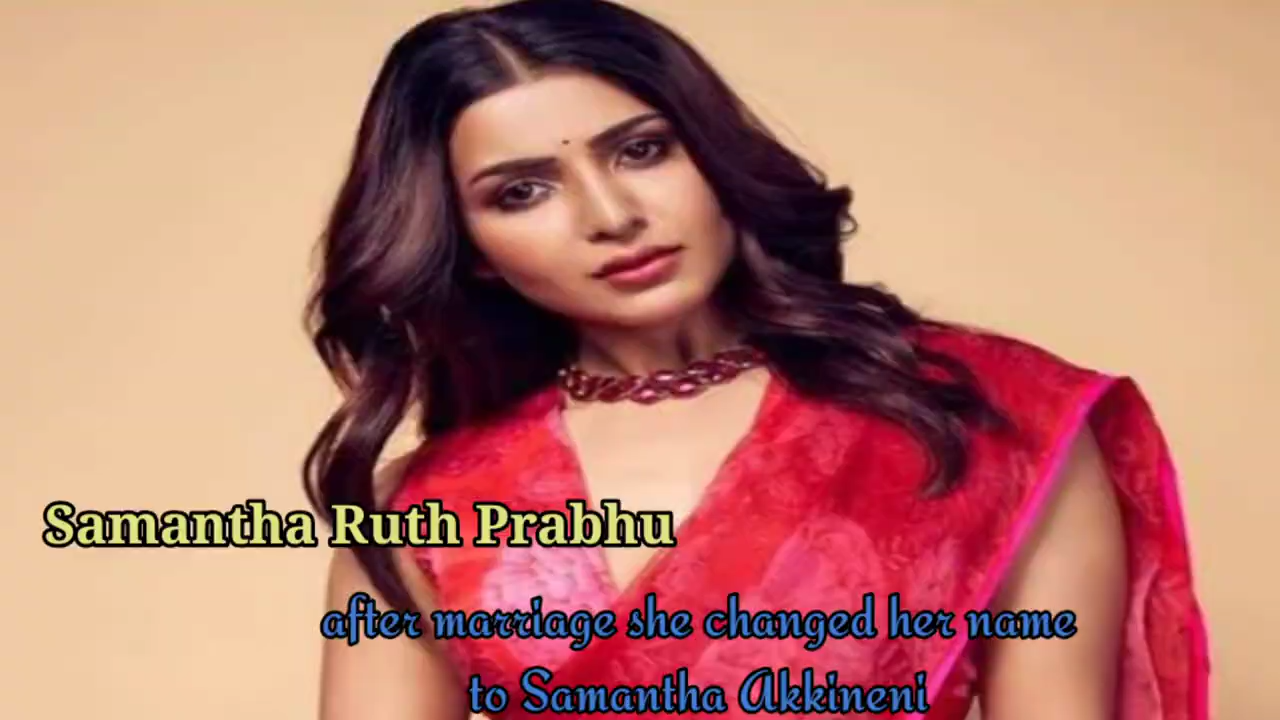 Samantha Ruth Prabhu
after marriage she changed her name
to Samantha Akkineni